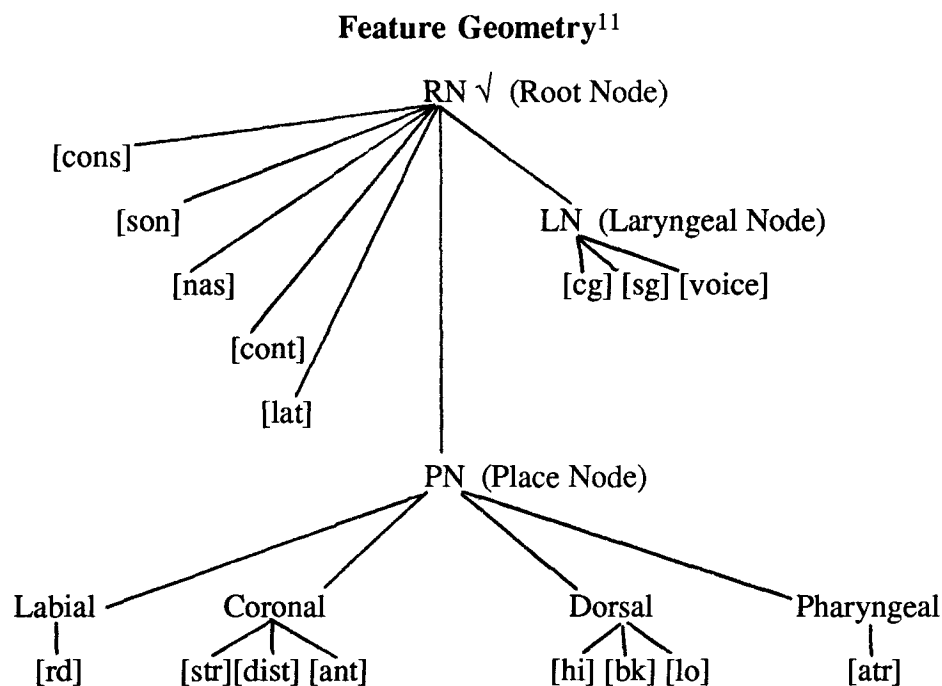 Feature Geometry¹¹
RN √ (Root Node)
[cons]
[son]
LN (Laryngeal Node)
[nas]
[cg] [sg] [voice]
[cont]
[lat]
PN (Place Node)
Labial Coronal Dorsal Pharyngeal
[rd] [str][dist] [ant] [hi] [bk] [lo] [atr]